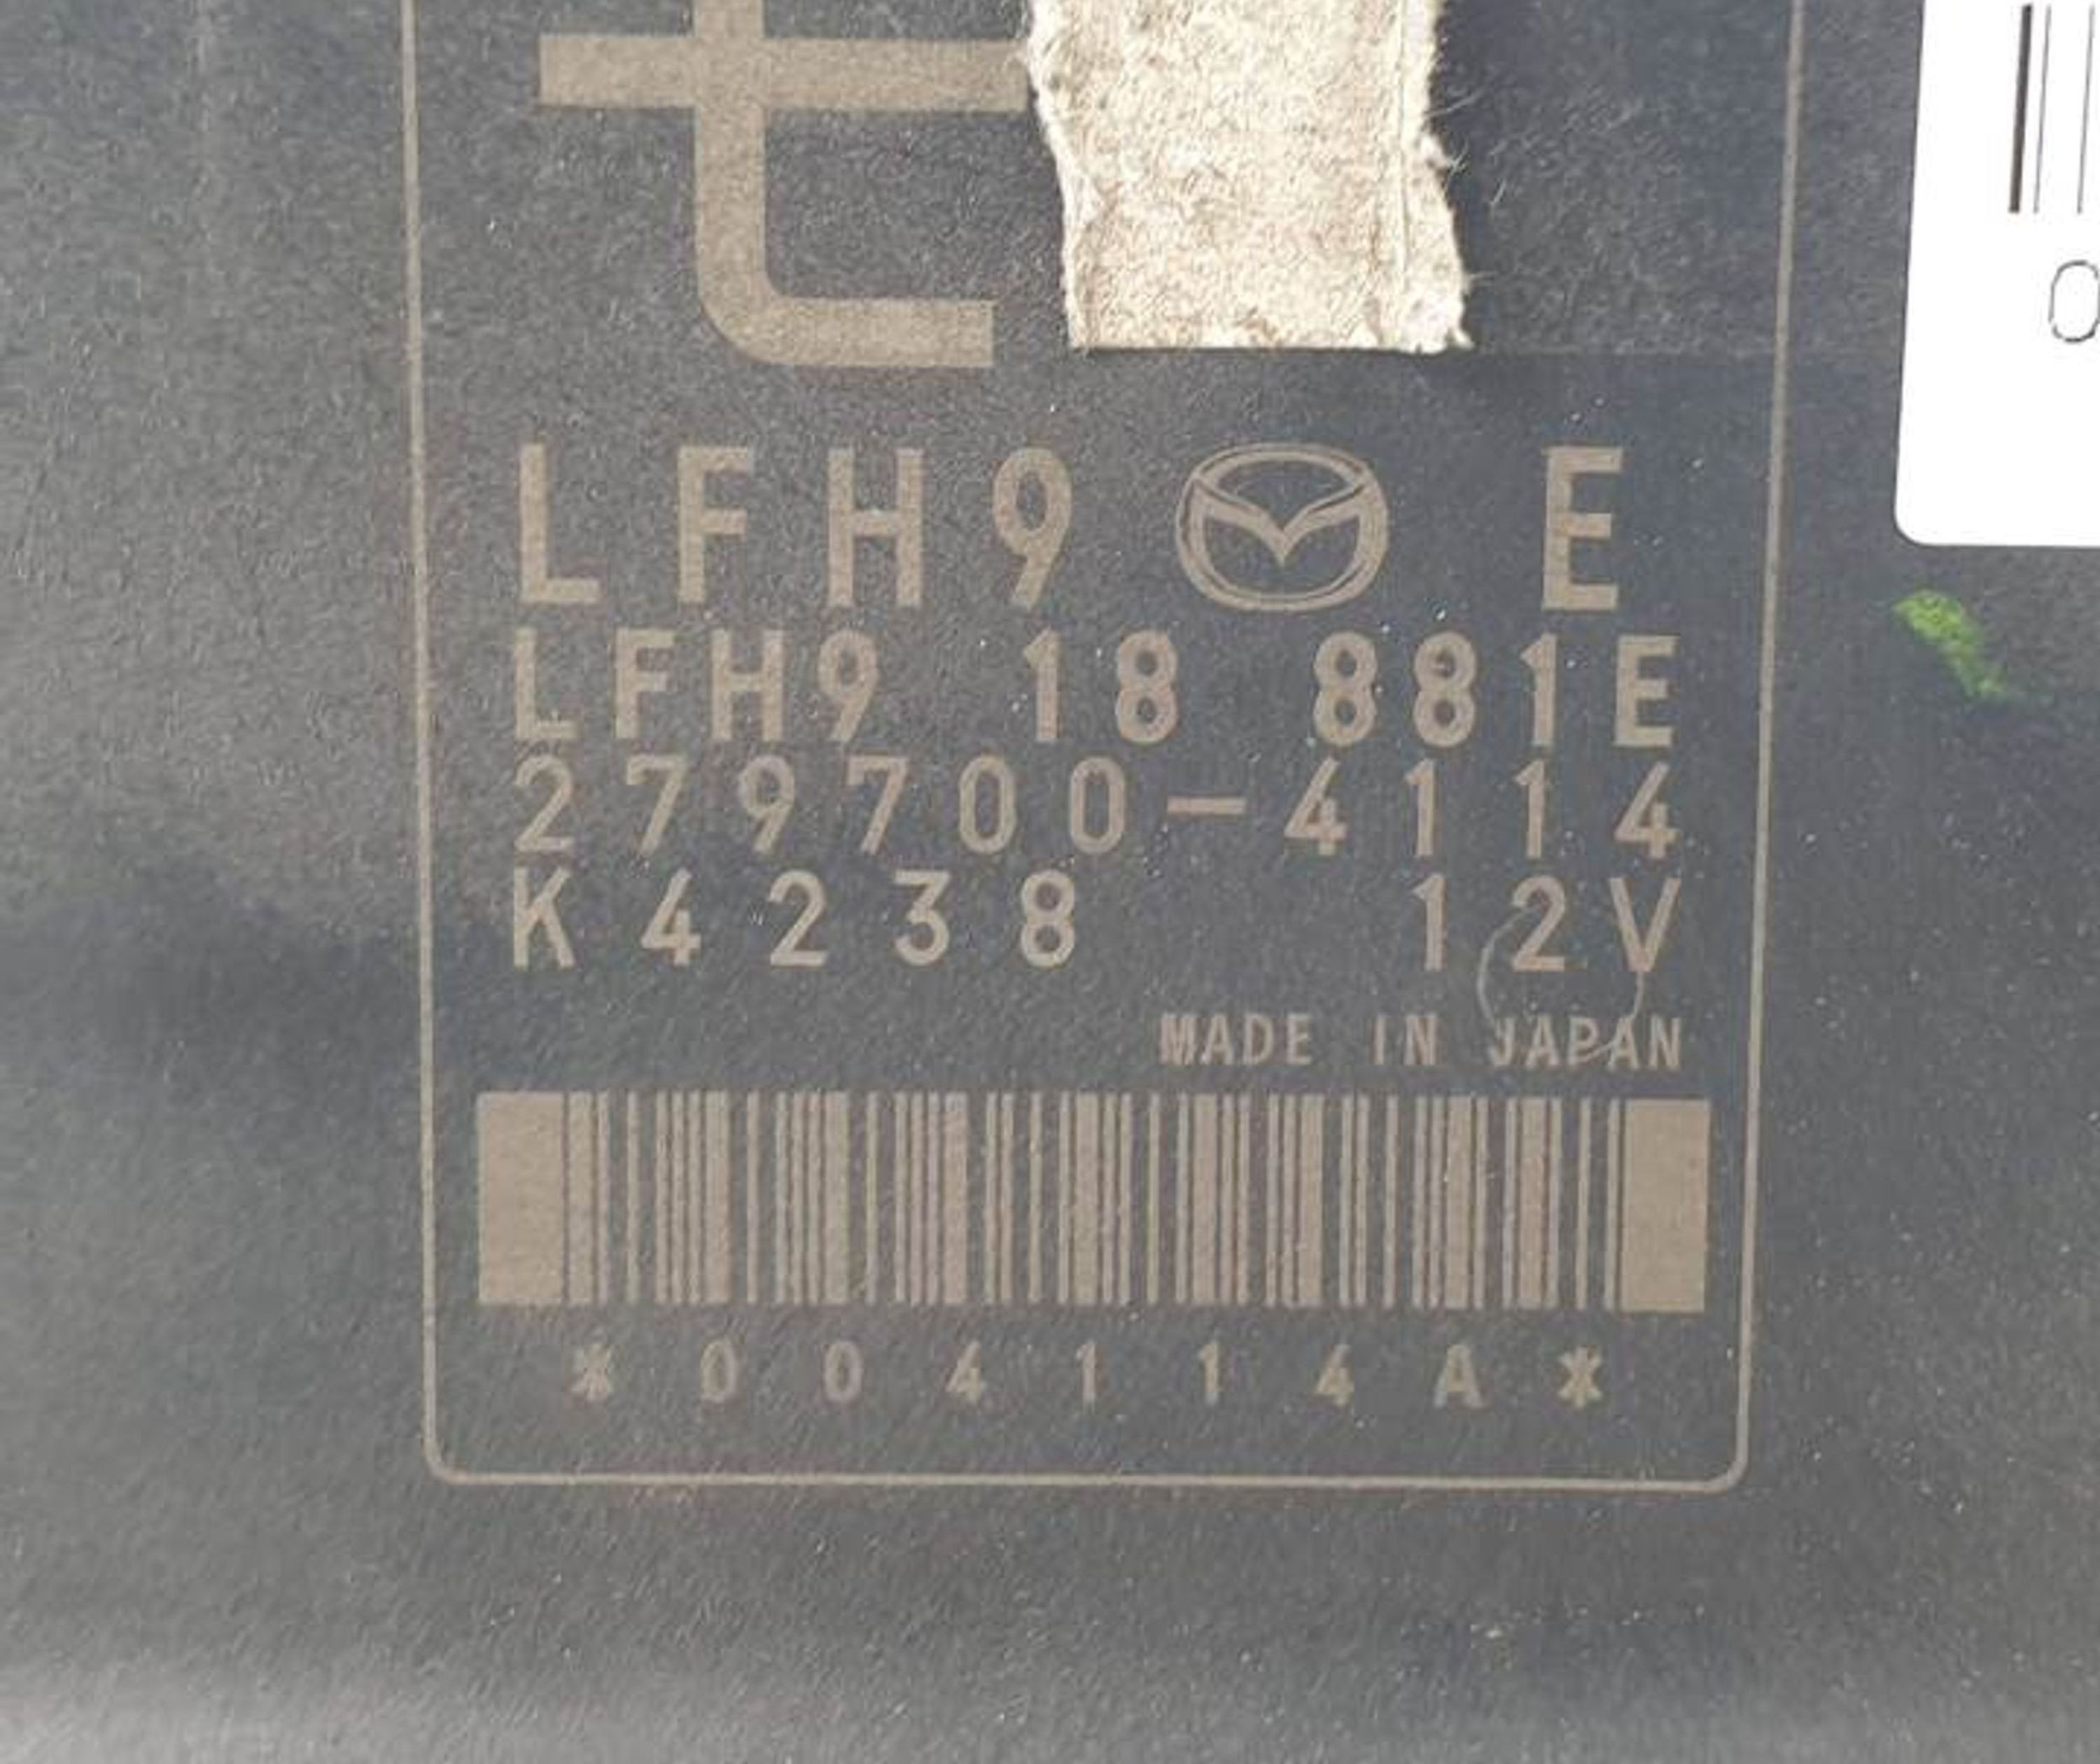 t
LFH9 E
LFH9 18 881E
279700-4114
K4238 12V
MADE IN JAPAN
*004114A*